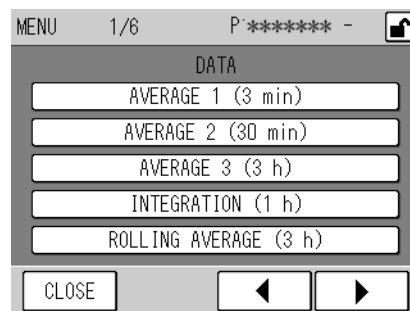 MENU 1/6 P'******* -
DATA
AVERAGE 1 (3 min)
AVERAGE 2 (30 min)
AVERAGE 3 (3 h)
INTEGRATION (1 h)
ROLLING AVERAGE (3 h)
CLOSE